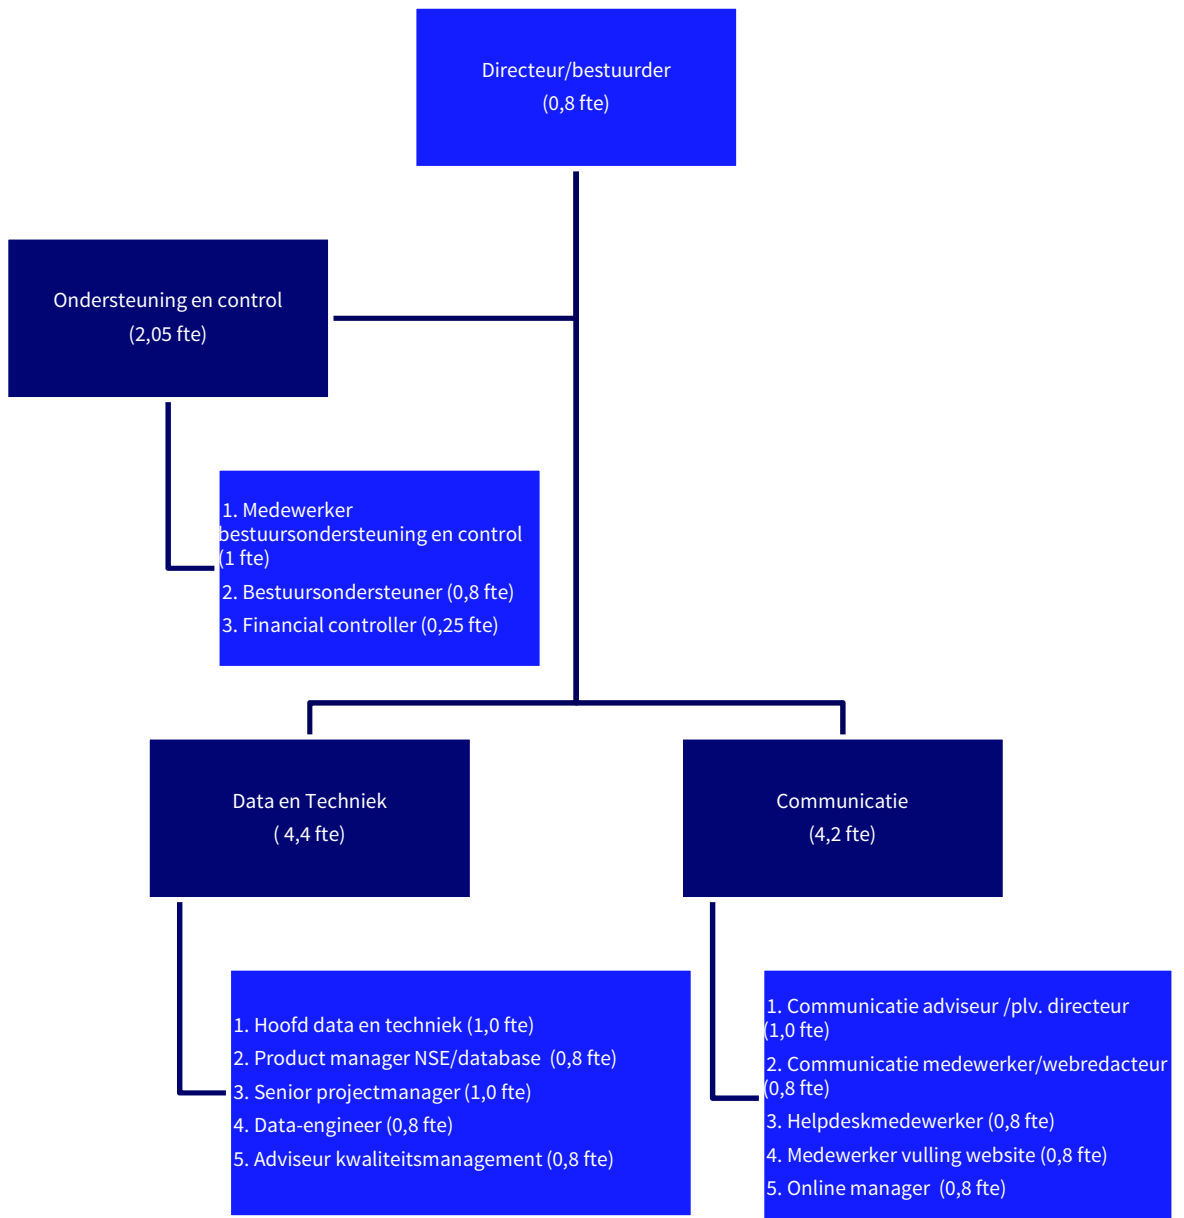 Directeur/bestuurder
(0,8 fte)
Ondersteuning en control
(2,05 fte)
1. Medewerker
bestuursondersteuning en control
(1 fte)
2. Bestuursondersteuner (0,8 fte)
3. Financial controller (0,25 fte)
Data en Techniek
( 4,4 fte)
Communicatie
(4,2 fte)
1. Hoofd data en techniek (1,0 fte)
2. Product manager NSE/database (0,8 fte)
3. Senior projectmanager (1,0 fte)
4. Data-engineer (0,8 fte)
5. Adviseur kwaliteitsmanagement (0,8 fte)
1. Communicatie adviseur /plv. directeur
(1,0 fte)
2. Communicatie medewerker/webredacteur
(0,8 fte)
3. Helpdeskmedewerker (0,8 fte)
4. Medewerker vulling website (0,8 fte)
5. Online manager (0,8 fte)